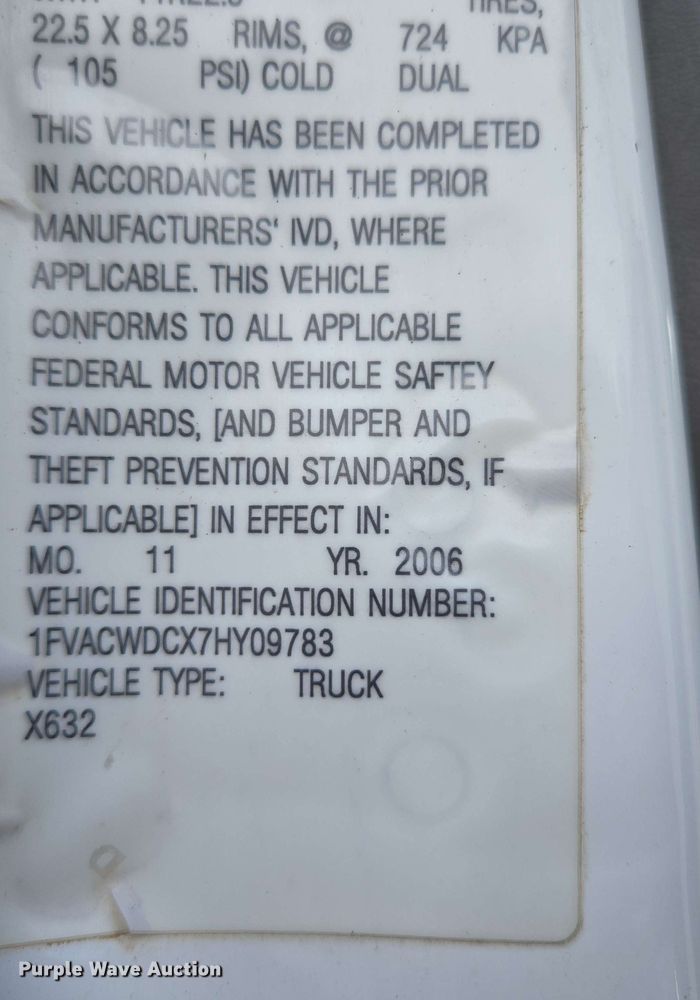 TIRES,
22.5 X 8.25 RIMS, @ 724 KPA
( 105 PSI) COLD DUAL
THIS VEHICLE HAS BEEN COMPLETED
IN ACCORDANCE WITH THE PRIOR
MANUFACTURERS' IVD, WHERE
APPLICABLE. THIS VEHICLE
CONFORMS TO ALL APPLICABLE
FEDERAL MOTOR VEHICLE SAFTEY
STANDARDS, [AND BUMPER AND
THEFT PREVENTION STANDARDS, IF
APPLICABLE] IN EFFECT IN:
MO. 11 YR. 2006
VEHICLE IDENTIFICATION NUMBER:
1FVACWDCX7HY09783
VEHICLE TYPE: TRUCK
X632
Purple Wave Auction